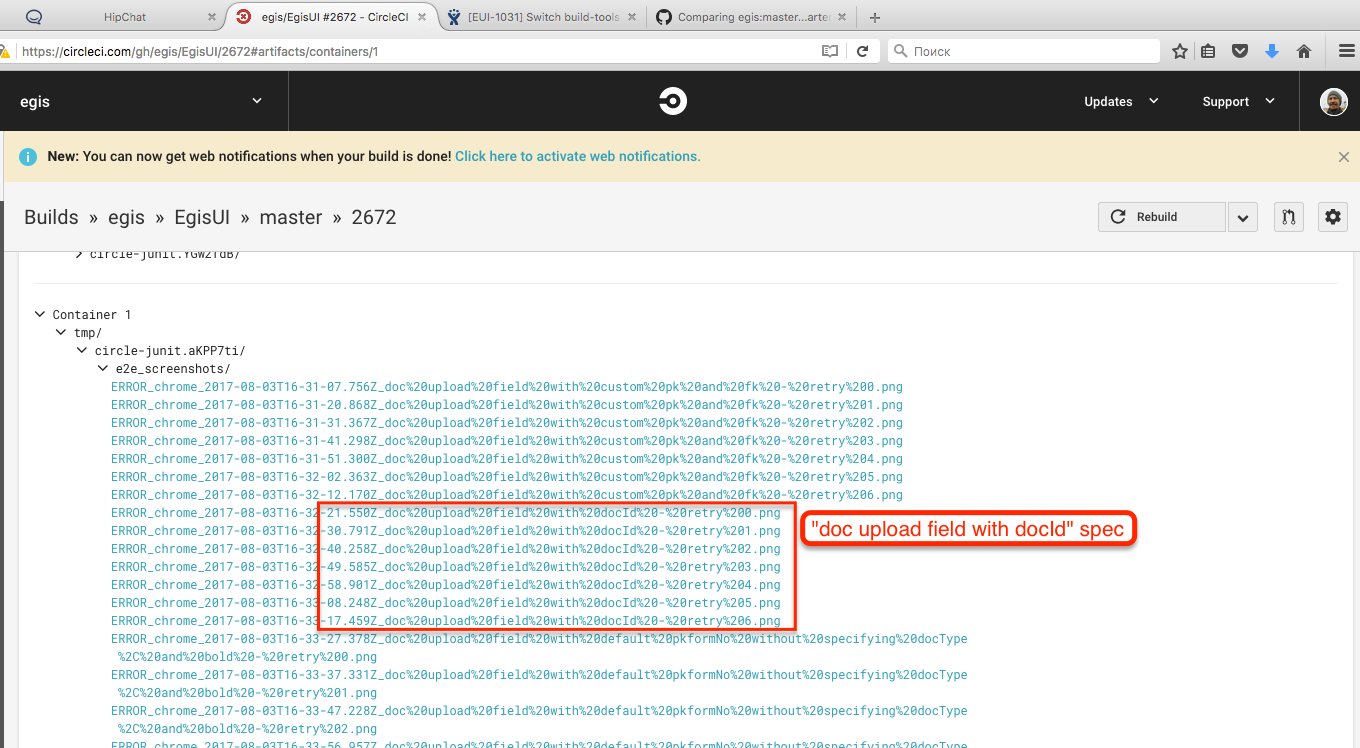 HipChat
egis/EgisUI #2672 - CircleCI
[EUI-1031] Switch build-tools
Comparing egis:master...arter
https://circleci.com/gh/egis/EgisUI/2672#artifacts/containers/1
Поиск
egis
Updates
Support
New: You can now get web notifications when your build is done! Click here to activate web notifications.
Builds » egis » EgisUI » master » 2672
Rebuild
circle-junit.YGW2TdB/
Container 1
tmp/
circle-junit.aKPP7ti/
e2e_screenshots/
ERROR_chrome_2017-08-03T16-31-07.756Z_doc%20upload%20field%20with%20custom%20pk%20and%20fk%20-%20retry%200.png
ERROR_chrome_2017-08-03T16-31-20.868Z_doc%20upload%20field%20with%20custom%20pk%20and%20fk%20-%20retry%201.png
ERROR_chrome_2017-08-03T16-31-31.367Z_doc%20upload%20field%20with%20custom%20pk%20and%20fk%20-%20retry%202.png
ERROR_chrome_2017-08-03T16-31-41.298Z_doc%20upload%20field%20with%20custom%20pk%20and%20fk%20-%20retry%203.png
ERROR_chrome_2017-08-03T16-31-51.300Z_doc%20upload%20field%20with%20custom%20pk%20and%20fk%20-%20retry%204.png
ERROR_chrome_2017-08-03T16-32-02.363Z_doc%20upload%20field%20with%20custom%20pk%20and%20fk%20-%20retry%205.png
ERROR_chrome_2017-08-03T16-32-12.170Z_doc%20upload%20field%20with%20custom%20pk%20and%20fk%20-%20retry%206.png
ERROR_chrome_2017-08-03T16-32-21.550Z_doc%20upload%20field%20with%20docId%20-%20retry%200.png
ERROR_chrome_2017-08-03T16-32-30.791Z_doc%20upload%20field%20with%20docId%20-%20retry%201.png
"doc upload field with docId" spec
ERROR_chrome_2017-08-03T16-32-40.258Z_doc%20upload%20field%20with%20docId%20-%20retry%202.png
ERROR_chrome_2017-08-03T16-32-49.585Z_doc%20upload%20field%20with%20docId%20-%20retry%203.png
ERROR_chrome_2017-08-03T16-32-58.901Z_doc%20upload%20field%20with%20docId%20-%20retry%204.png
ERROR_chrome_2017-08-03T16-33-08.248Z_doc%20upload%20field%20with%20docId%20-%20retry%205.png
ERROR_chrome_2017-08-03T16-33-17.459Z_doc%20upload%20field%20with%20docId%20-%20retry%206.png
ERROR_chrome_2017-08-03T16-33-27.378Z_doc%20upload%20field%20with%20default%20pkformNo%20without%20specifying%20docType
%2C%20and%20bold%20-%20retry%200.png
ERROR_chrome_2017-08-03T16-33-37.331Z_doc%20upload%20field%20with%20default%20pkformNo%20without%20specifying%20docType
%2C%20and%20bold%20-%20retry%201.png
ERROR_chrome_2017-08-03T16-33-47.228Z_doc%20upload%20field%20with%20default%20pkformNo%20without%20specifying%20docType
%2C%20and%20bold%20-%20retry%202.png
ERROR_chrome_2017-08-03T16-33-56.957Z_doc%20upload%20field%20with%20default%20pkformNo%20without%20specifying%20docType